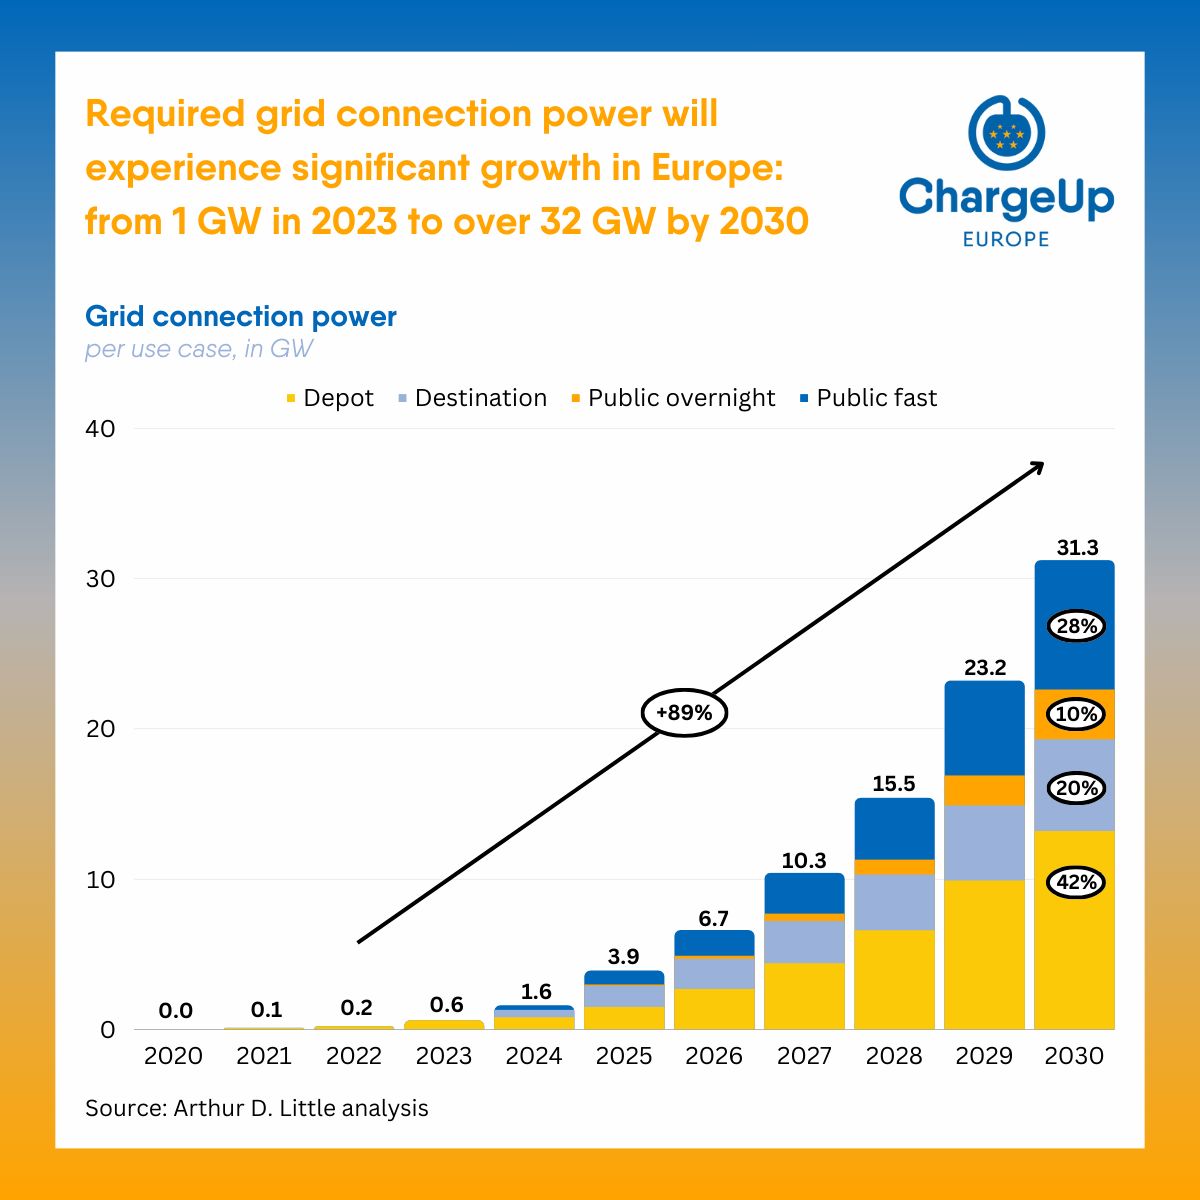 Required grid connection power will
experience significant growth in Europe:
from 1 GW in 2023 to over 32 GW by 2030
ChargeUp
EUROPE
Grid connection power
per use case, in GW
Depot Destination Public overnight Public fast
40
30
20
10
0
+89%
0.0
0.1
0.2
0.6
1.6
3.9
6.7
10.3
15.5
23.2
31.3
28%
10%
20%
42%
2020 2021 2022 2023 2024 2025 2026 2027 2028 2029 2030
Source: Arthur D. Little analysis